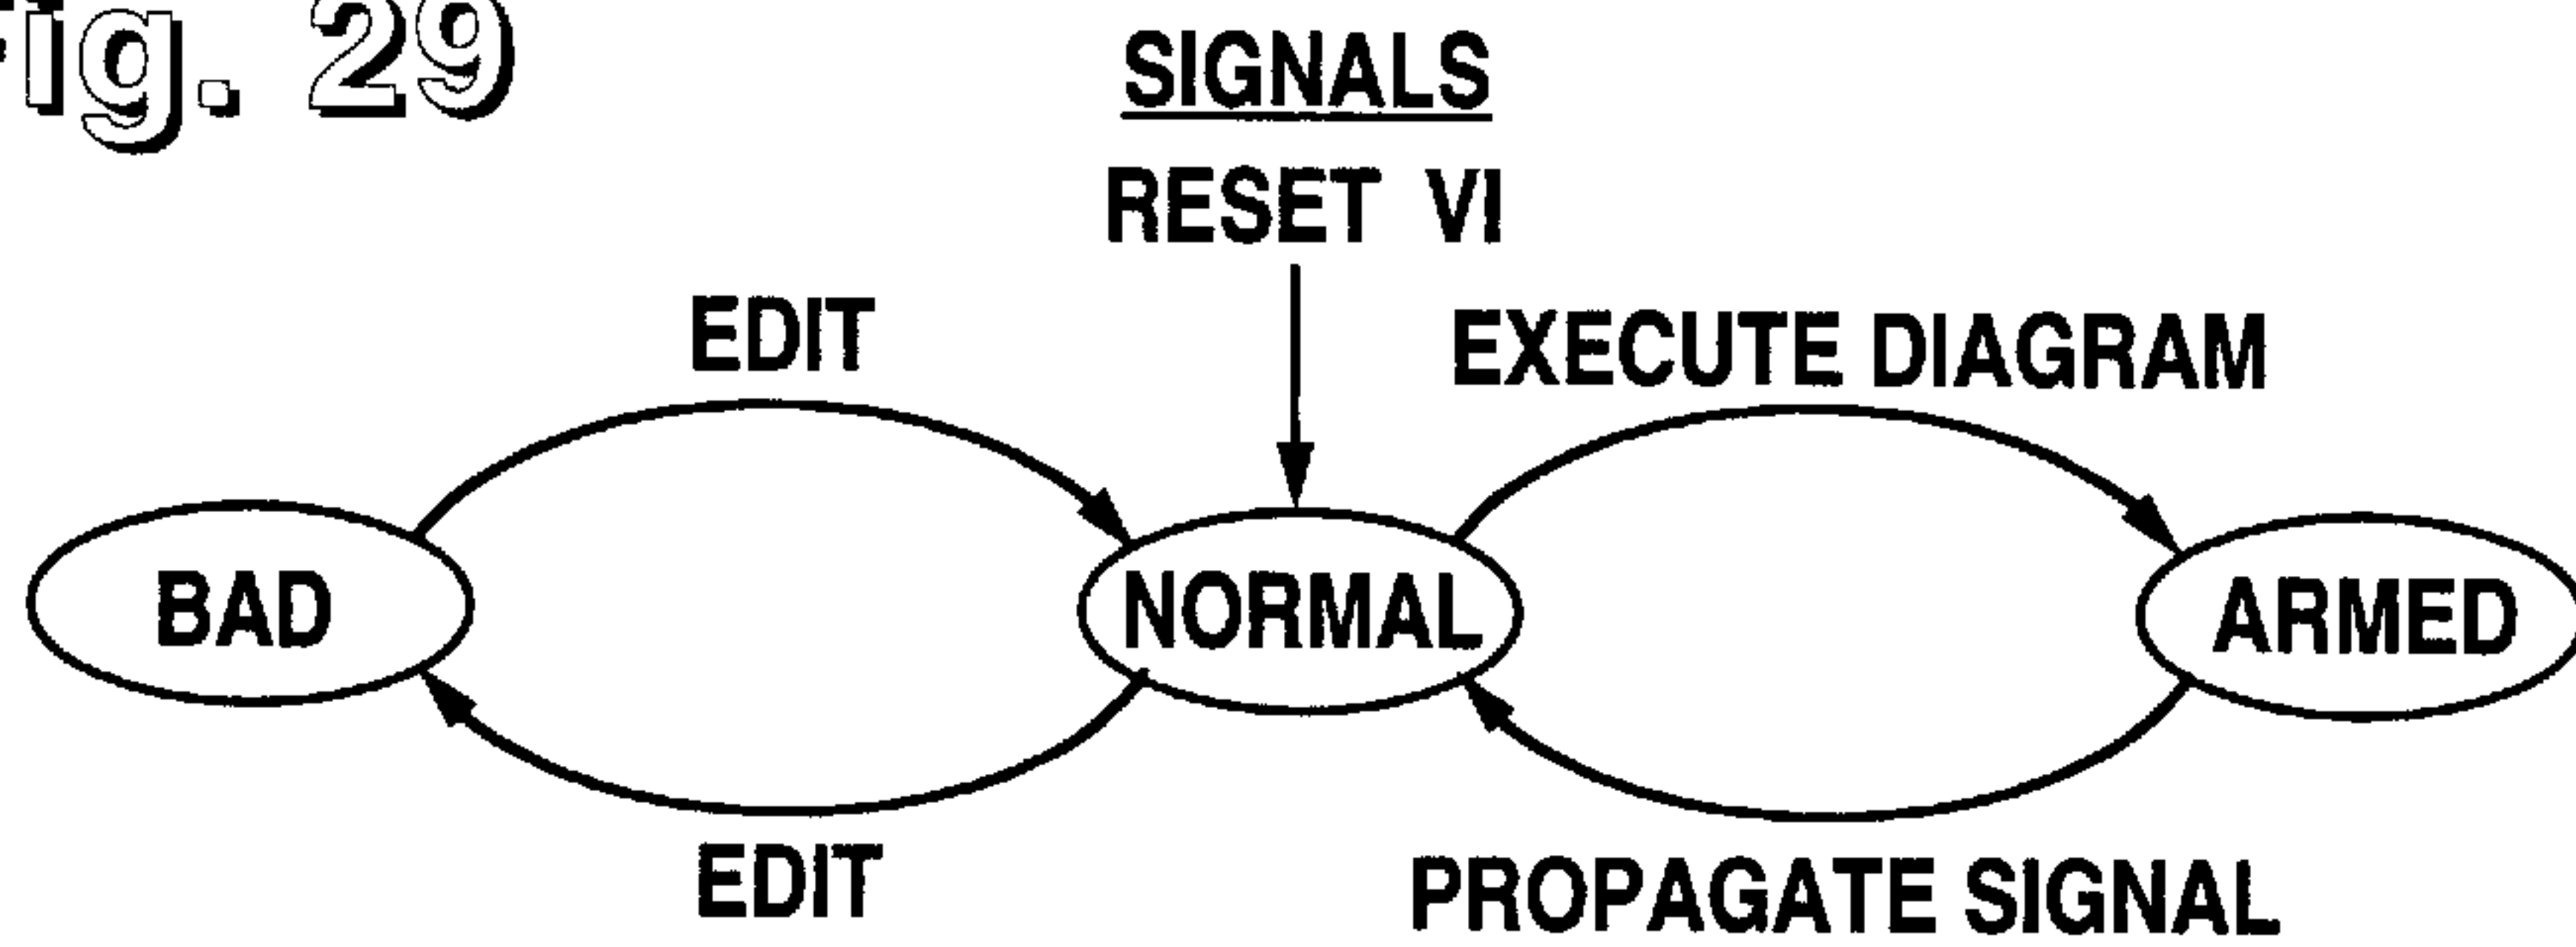 Fig. 29
SIGNALS
RESET VI
EDIT
EXECUTE DIAGRAM
BAD
NORMAL
ARMED
EDIT
PROPAGATE SIGNAL